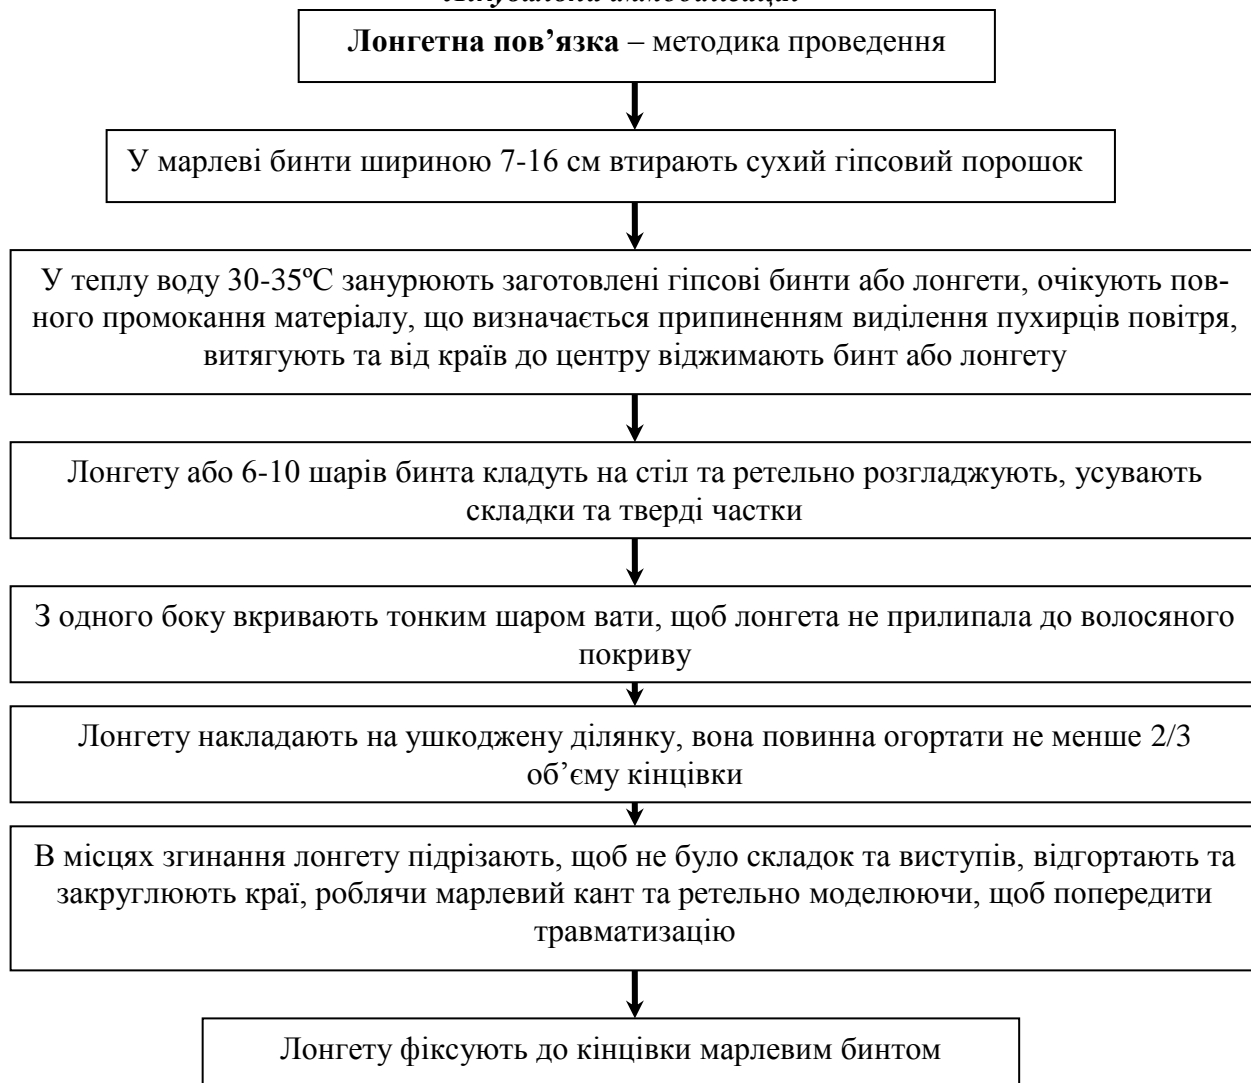 Лонгетна пов’язка – методика проведення
У марлеві бинти шириною 7-16 см втирають сухий гіпсовий порошок
У теплу воду 30-35ºС занурюють заготовлені гіпсові бинти або лонгети, очікують пов-
ного промокання матеріалу, що визначається припиненням виділення пухирців повітря,
витягують та від країв до центру віджимають бинт або лонгету
Лонгету або 6-10 шарів бинта кладуть на стіл та ретельно розгладжують, усувають
складки та тверді частки
З одного боку вкривають тонким шаром вати, щоб лонгета не прилипала до волосяного
покриву
Лонгету накладають на ушкоджену ділянку, вона повинна огортати не менше 2/3
об’єму кінцівки
В місцях згинання лонгету підрізають, щоб не було складок та виступів, відгортають та
закруглюють краї, роблячи марлевий кант та ретельно моделюючи, щоб попередити
травматизацію
Лонгету фіксують до кінцівки марлевим бинтом